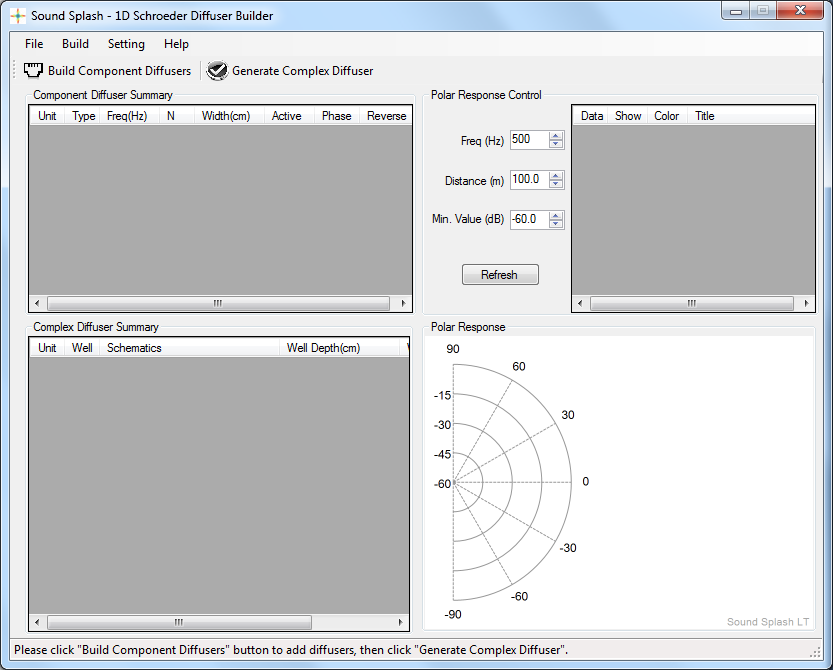 Sound Splash - 1D Schroeder Diffuser Builder
File Build Setting Help
Build Component Diffusers Generate Complex Diffuser
Component Diffuser Summary
Unit Type Freq(Hz) N Width(cm) Active Phase Reverse
Polar Response Control
Freq (Hz) 500
Distance (m) 100.0
Min. Value (dB) -60.0
Refresh
Data Show Color Title
Complex Diffuser Summary
Unit Well Schematics Well Depth(cm)
Polar Response
90
60
-15
30
-30
-45
-60 0
-30
-60
-90
Sound Splash LT
Please click "Build Component Diffusers" button to add diffusers, then click "Generate Complex Diffuser".